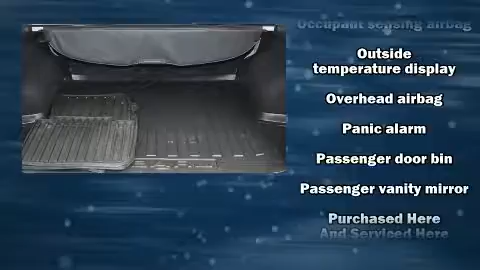 Occupant sensing airbag
Outside
temperature display
Overhead airbag
Panic alarm
Passenger door bin
Passenger vanity mirror
Purchased Here
And Serviced Here